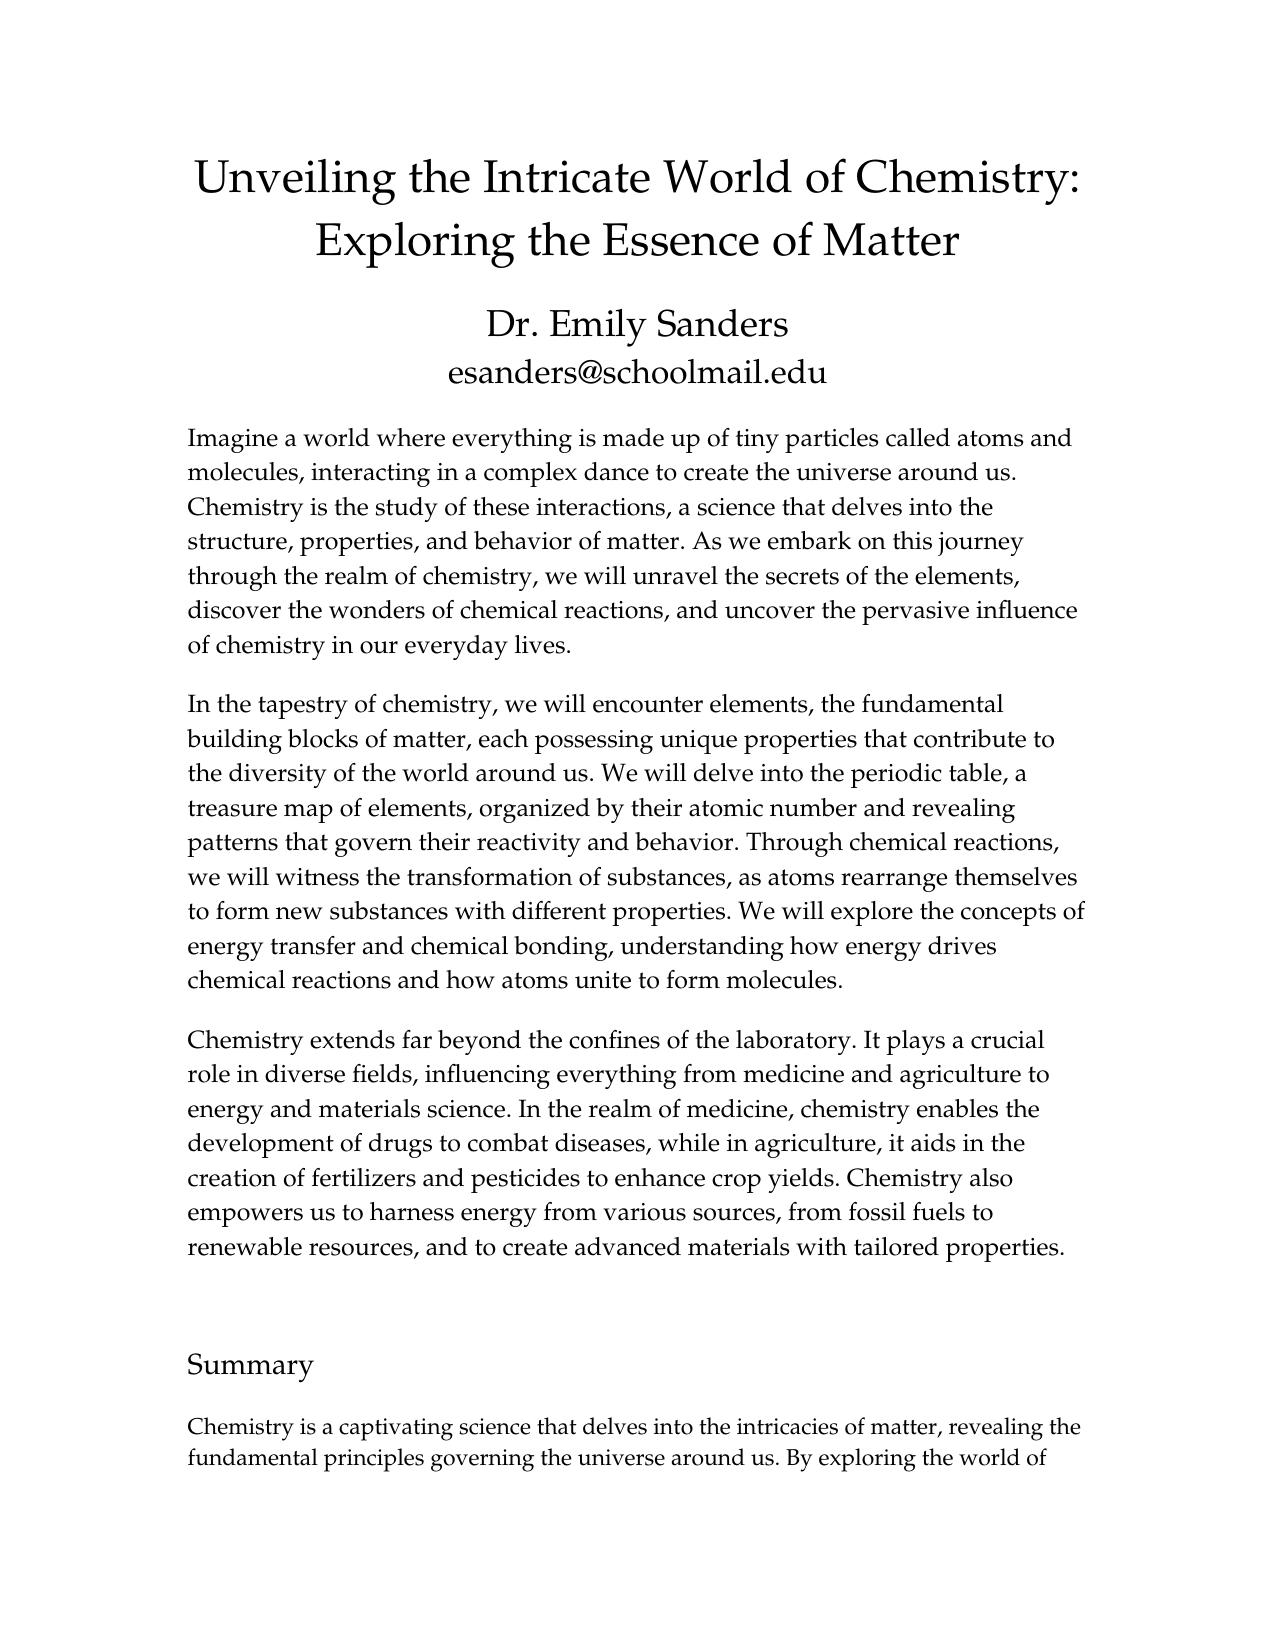 Unveiling the Intricate World of Chemistry:
Exploring the Essence of Matter
Dr. Emily Sanders
esanders@schoolmail.edu
Imagine a world where everything is made up of tiny particles called atoms and
molecules, interacting in a complex dance to create the universe around us.
Chemistry is the study of these interactions, a science that delves into the
structure, properties, and behavior of matter. As we embark on this journey
through the realm of chemistry, we will unravel the secrets of the elements,
discover the wonders of chemical reactions, and uncover the pervasive influence
of chemistry in our everyday lives.
In the tapestry of chemistry, we will encounter elements, the fundamental
building blocks of matter, each possessing unique properties that contribute to
the diversity of the world around us. We will delve into the periodic table, a
treasure map of elements, organized by their atomic number and revealing
patterns that govern their reactivity and behavior. Through chemical reactions,
we will witness the transformation of substances, as atoms rearrange themselves
to form new substances with different properties. We will explore the concepts of
energy transfer and chemical bonding, understanding how energy drives
chemical reactions and how atoms unite to form molecules.
Chemistry extends far beyond the confines of the laboratory. It plays a crucial
role in diverse fields, influencing everything from medicine and agriculture to
energy and materials science. In the realm of medicine, chemistry enables the
development of drugs to combat diseases, while in agriculture, it aids in the
creation of fertilizers and pesticides to enhance crop yields. Chemistry also
empowers us to harness energy from various sources, from fossil fuels to
renewable resources, and to create advanced materials with tailored properties.
Summary
Chemistry is a captivating science that delves into the intricacies of matter, revealing the
fundamental principles governing the universe around us. By exploring the world of